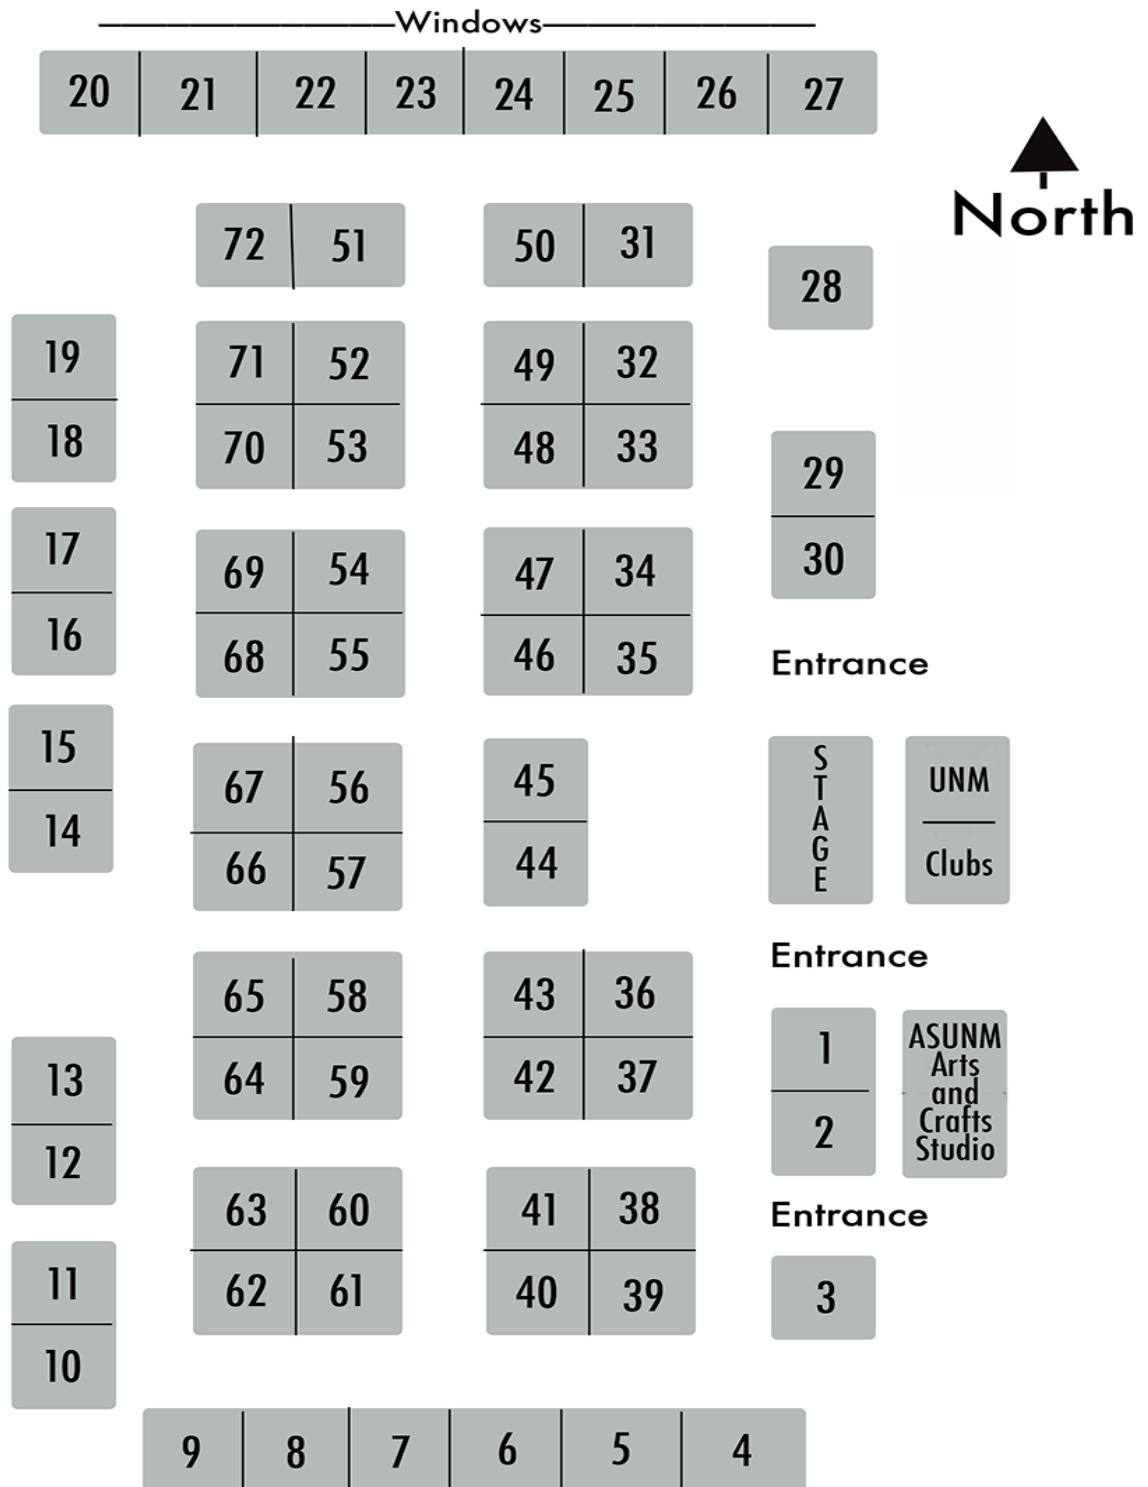 Windows
20 21 22 23 24 25 26 27
North
72 51 50 31
28
19 71 52 49 32
18 70 53 48 33
29
17 69 54 47 34
30
16 68 55 46 35
Entrance
15 67 56 45
14 66 57 44
STAGE
UNM
Clubs
Entrance
65 58 43 36
1
13 64 59 42 37
2
12
ASUNM
Arts
and
Crafts
Studio
63 60 41 38
Entrance
11 62 61 40 39
3
10
9 8 7 6 5 4